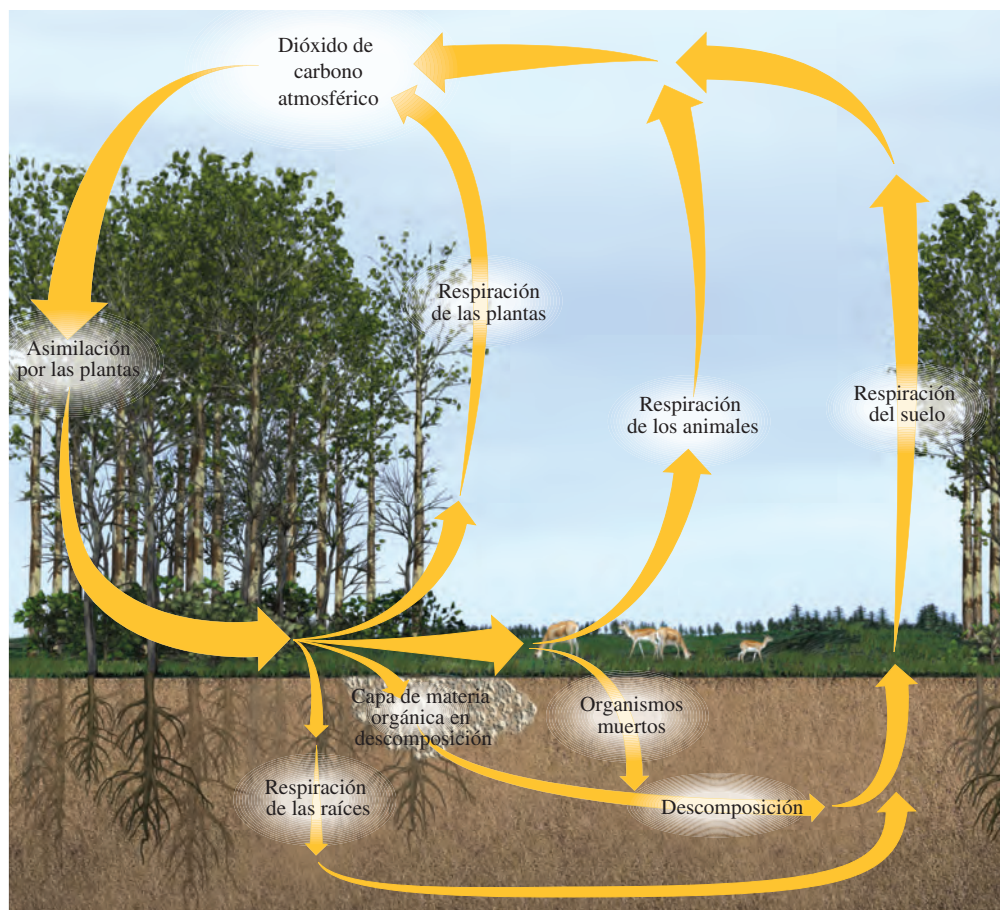 Dióxido de
carbono
atmosférico
Respiración
de las plantas
Asimilación
por las plantas
Respiración
de los animales
Respiración
del suelo
Capa de materia
orgánica en
descomposición
Organismos
muertos
Respiración
de las raíces
Descomposición